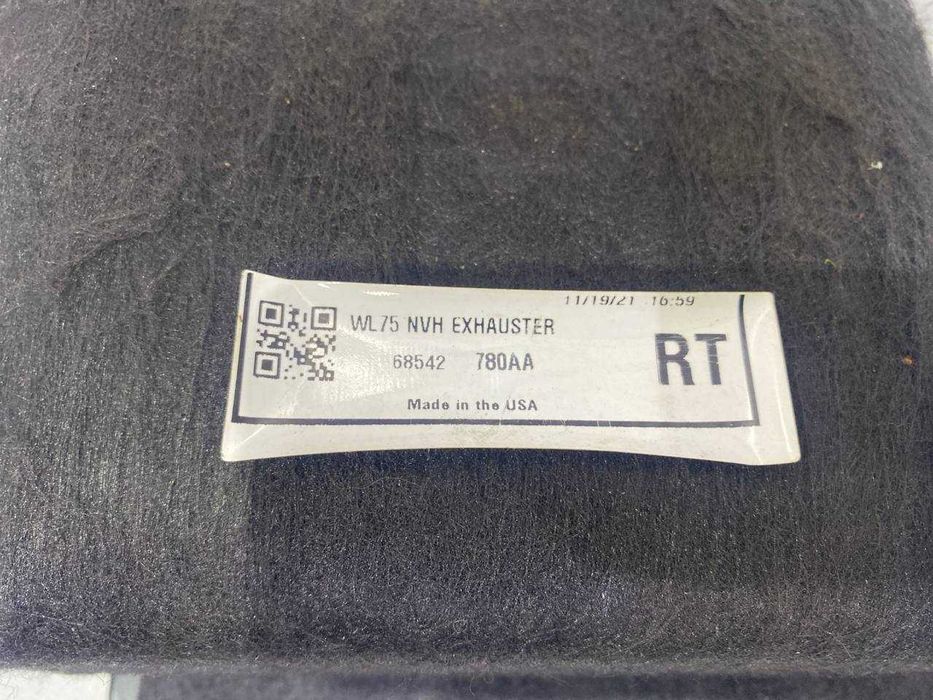 11/19/21 16:59
WL75 NVH EXHAUSTER
68542 780AA
RT
Made in the USA